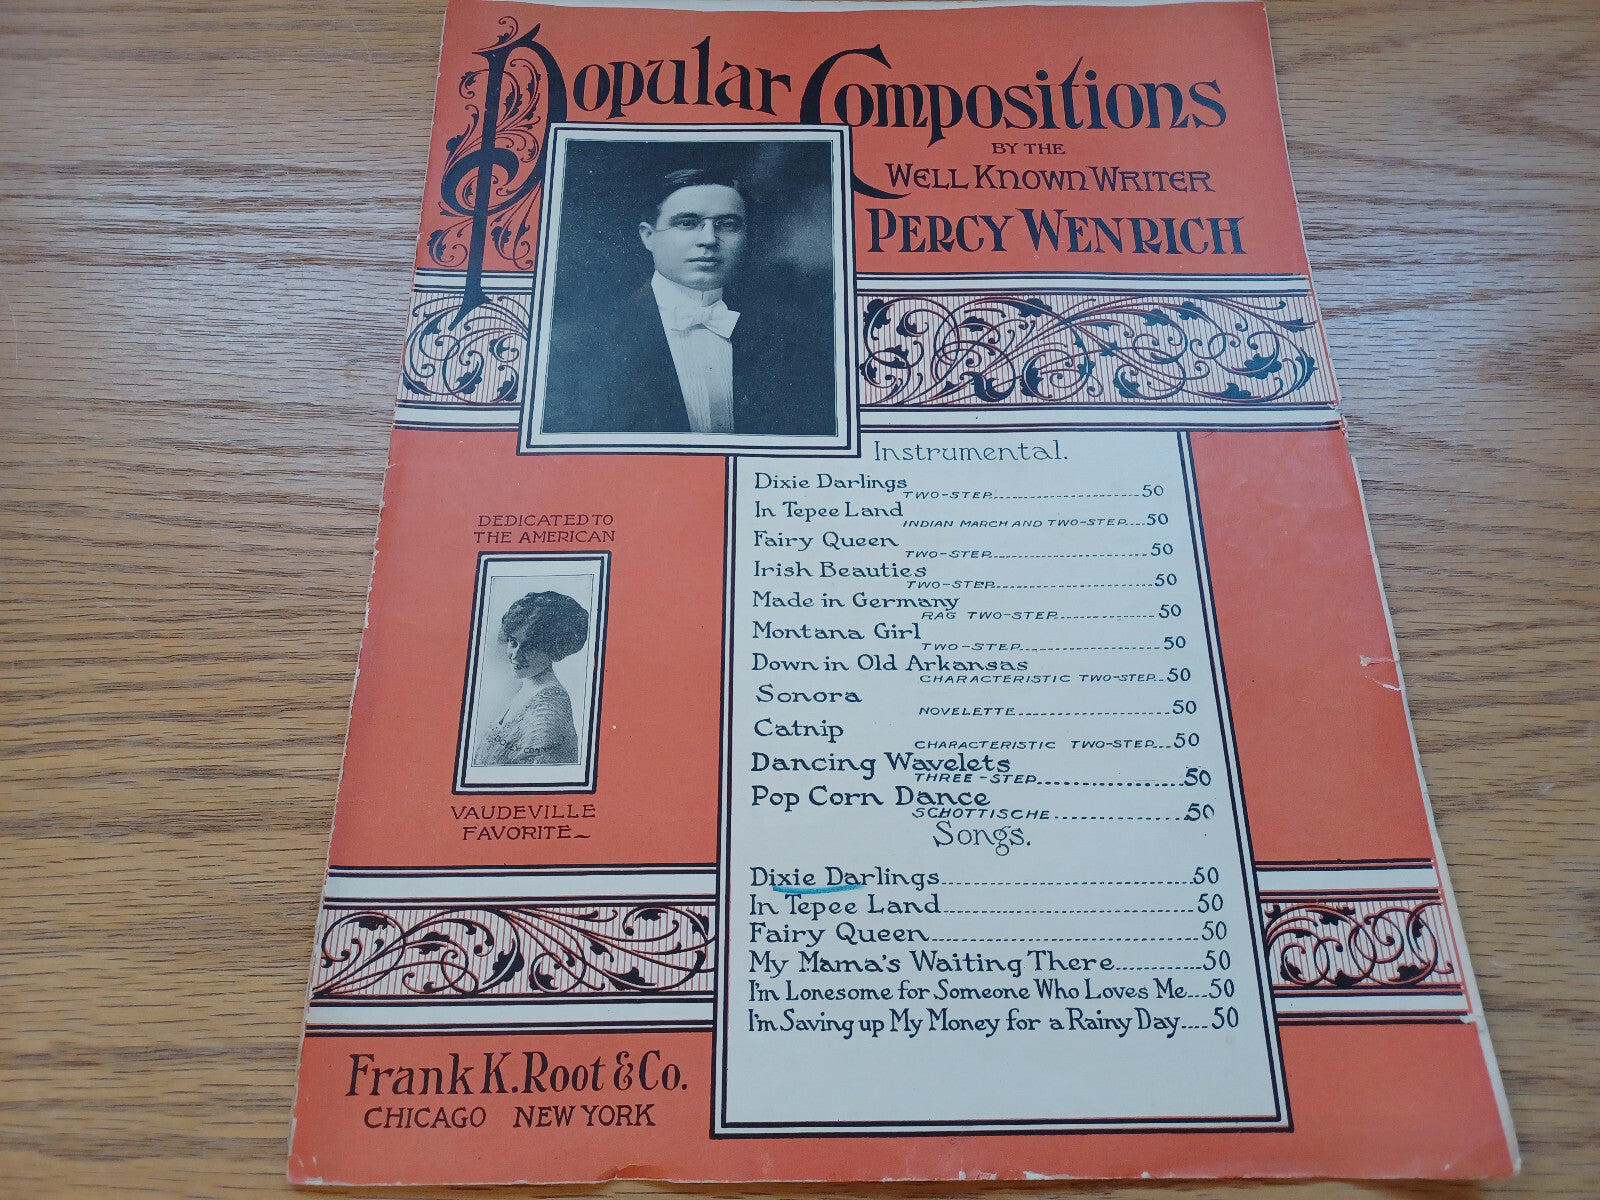 Popular Compositions
BY THE
WELL KNOWN WRITER
PERCY WENRICH
Instrumental.
Dixie Darlings
TWO-STEP 50
In Tepee Land
INDIAN MARCH AND TWO-STEP 50
Fairy Queen
TWO-STEP 50
Irish Beauties
TWO-STEP 50
Made in Germany
RAG TWO-STEP 50
Montana Girl
TWO-STEP 50
Down in Old Arkansas
CHARACTERISTIC TWO-STEP 50
Sonora
NOVELETTE 50
Catnip
CHARACTERISTIC TWO-STEP 50
Dancing Wavelets
THREE-STEP 50
Pop Corn Dance
SCHOTTISCHE 50
Songs.
Dixie Darlings 50
In Tepee Land 50
Fairy Queen 50
My Mama's Waiting There 50
I'm Lonesome for Someone Who Loves Me 50
I'm Saving up My Money for a Rainy Day 50
DEDICATED TO
THE AMERICAN
DOLLY CONNOLLY
VAUDEVILLE
FAVORITE
Frank K. Root & Co.
CHICAGO NEW YORK